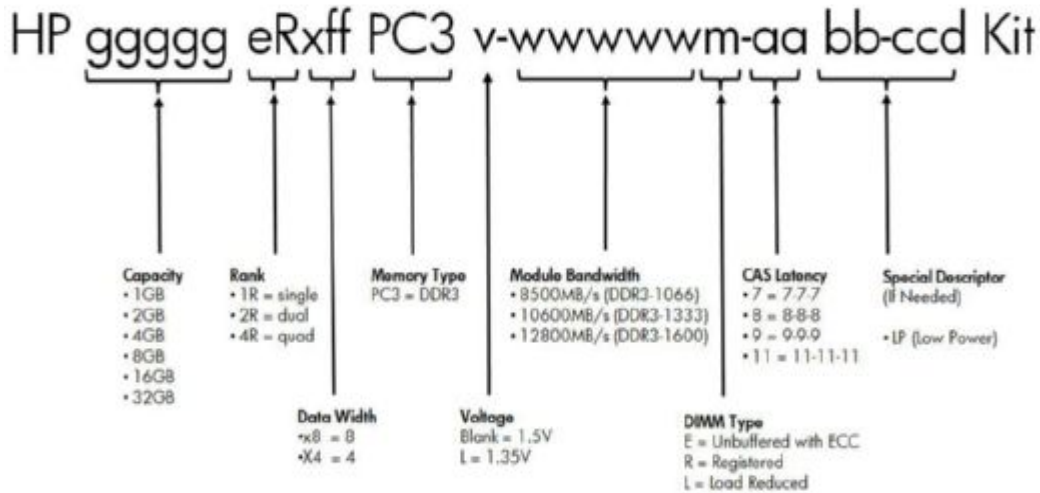 HP ggggg eRxff PC3 v-wwwwwm-aa bb-ccd Kit
Capacity
• 1GB
• 2GB
• 4GB
• 8GB
• 16GB
• 32GB
Rank
• 1R = single
• 2R = dual
• 4R = quad
Memory Type
PC3 = DDR3
Module Bandwidth
• 8500MB/s (DDR3-1066)
• 10600MB/s (DDR3-1333)
• 12800MB/s (DDR3-1600)
CAS Latency
• 7 = 7-7-7
• 8 = 8-8-8
• 9 = 9-9-9
• 11 = 11-11-11
Special Descriptor
(If Needed)
• LP (Low Power)
Data Width
•x8 = 8
•X4 = 4
Voltage
Blank = 1.5V
L = 1.35V
DIMM Type
E = Unbuffered with ECC
R = Registered
L = Load Reduced